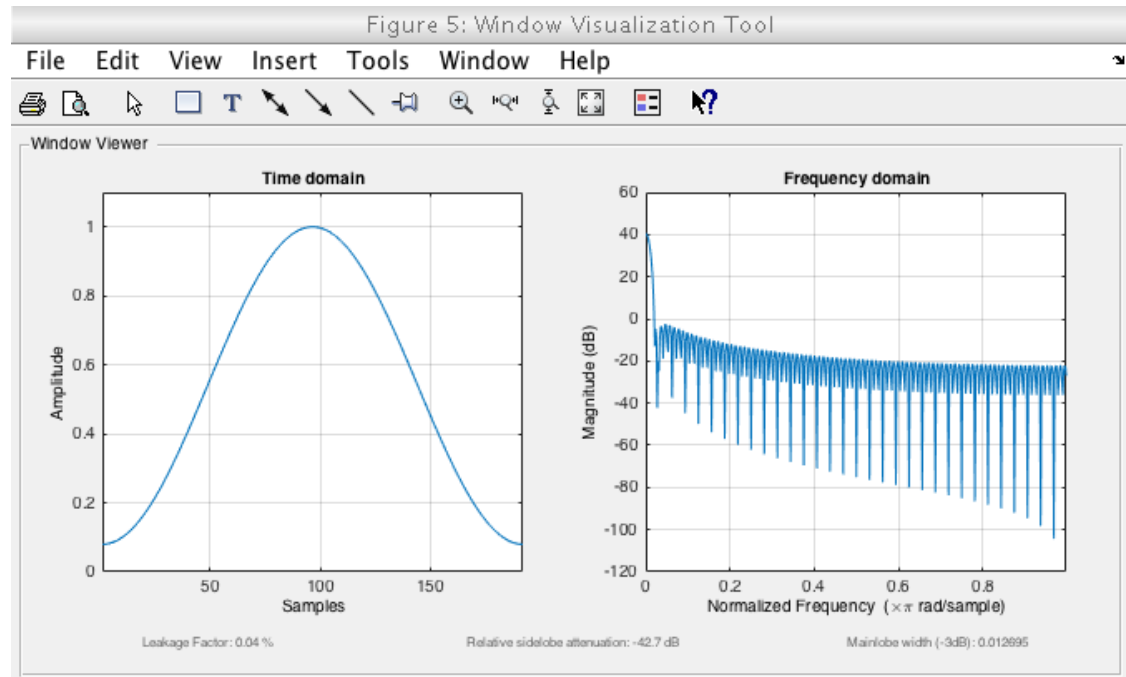 Figure 5: Window Visualization Tool
File Edit View Insert Tools Window Help
T
?
Window Viewer
Time domain
Amplitude
1
0.8
0.6
0.4
0.2
0
50 100 150
Samples
Frequency domain
Magnitude (dB)
60
40
20
0
-20
-40
-60
-80
-100
-120
0 0.2 0.4 0.6 0.8
Normalized Frequency (×π rad/sample)
Leakage Factor: 0.04 % Relative sidelobe attenuation: -42.7 dB Mainlobe width (-3dB): 0.012695